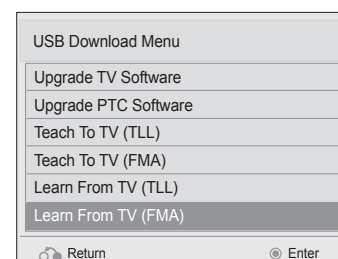 USB Download Menu
Upgrade TV Software
Upgrade PTC Software
Teach To TV (TLL)
Teach To TV (FMA)
Learn From TV (TLL)
Learn From TV (FMA)
Return Enter